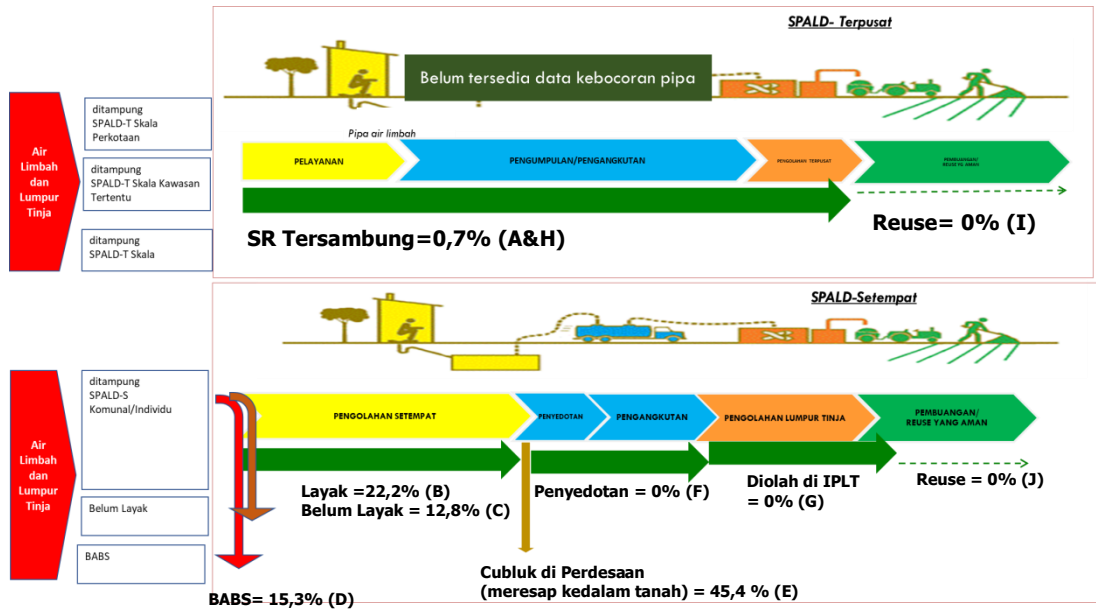 SPALD- Terpusat
Belum tersedia data kebocoran pipa
Air
Limbah
dan
Lumpur
Tinja
ditampung
SPALD-T Skala
Perkotaan
ditampung
SPALD-T Skala Kawasan
Tertentu
ditampung
SPALD-T Skala
Pipa air limbah
PELAYANAN
PENGUMPULAN/PENGANGKUTAN
PENGOLAHAN TERPUSAT
PEMBUANGAN/
REUSE YG AMAN
SR Tersambung=0,7% (A&H)
Reuse= 0% (I)
SPALD-Setempat
Air
Limbah
dan
Lumpur
Tinja
ditampung
SPALD-S
Komunal/Individu
Belum Layak
BABS
PENGOLAHAN SETEMPAT
PENYEDOTAN
PENGANGKUTAN
PENGOLAHAN LUMPUR TINJA
PEMBUANGAN/
REUSE YANG AMAN
Layak =22,2% (B)
Belum Layak = 12,8% (C)
Penyedotan = 0% (F)
Diolah di IPLT
= 0% (G)
Reuse = 0% (J)
Cubluk di Perdesaan
(meresap kedalam tanah) = 45,4 % (E)
BABS= 15,3% (D)